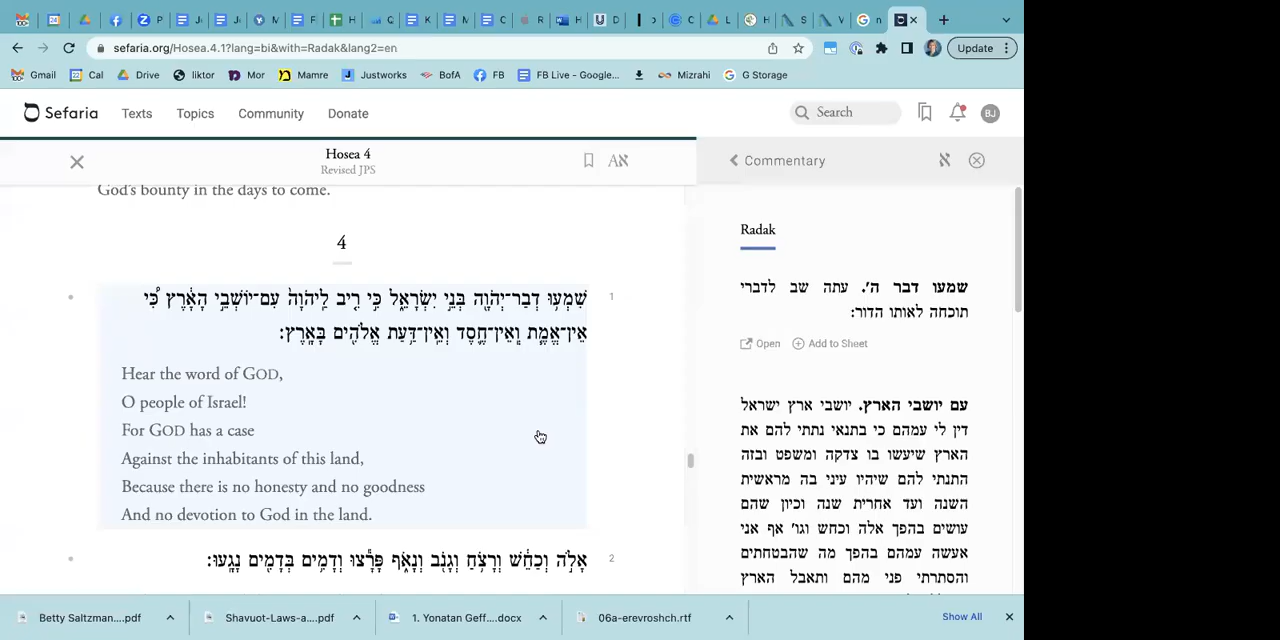 sefaria.org/Hosea.4.1?lang=bi&with=Radak&lang2=en
Update
Gmail Cal Drive liktor Mor Mamre Justworks BofA FB FB Live - Google... Mizrahi G Storage
Sefaria Texts Topics Community Donate Search BJ
Hosea 4
Revised JPS
God's bounty in the days to come.
4
שִׁמְע֥וּ דְבַר־יְהֹוָ֖ה בְּנֵ֣י יִשְׂרָאֵ֑ל כִּ֣י רִ֤יב לַֽיהֹוָה֙ עִם־יוֹשְׁבֵ֣י הָאָ֔רֶץ כִּ֠י 1
אֵין־אֱמֶ֧ת וְֽאֵין־חֶ֛סֶד וְאֵֽין־דַּ֥עַת אֱלֹהִ֖ים בָּאָֽרֶץ׃
Hear the word of GOD,
O people of Israel!
For GOD has a case
Against the inhabitants of this land,
Because there is no honesty and no goodness
And no devotion to God in the land.
אָלֹ֣ה וְכַחֵ֔שׁ וְרָצֹ֥חַ וְגָנֹ֖ב וְנָאֹ֑ף פָּרָ֕צוּ וְדָמִ֥ים בְּדָמִ֖ים נָגָֽעוּ׃ 2
Commentary
Radak
שמעו דבר ה'. עתה שב לדברי
תוכחה לאותו הדור:
Open Add to Sheet
עם יושבי הארץ. יושבי ארץ ישראל
דין לי עמהם כי בתנאי נתתי להם את
הארץ שיעשו בו צדקה ומשפט ובזה
התנתי להם שיהיו עיני בה מראשית
השנה ועד אחרית שנה וכיון שהם
עושים בהפך אלה וכחש וגו' אף אני
אעשה עמהם בהפך מה שהבטחתים
והסתרתי פני מהם ותאבל הארץ
Betty Saltzman....pdf Shavuot-Laws-a....pdf 1. Yonatan Geff....docx 06a-erevroshch.rtf Show All